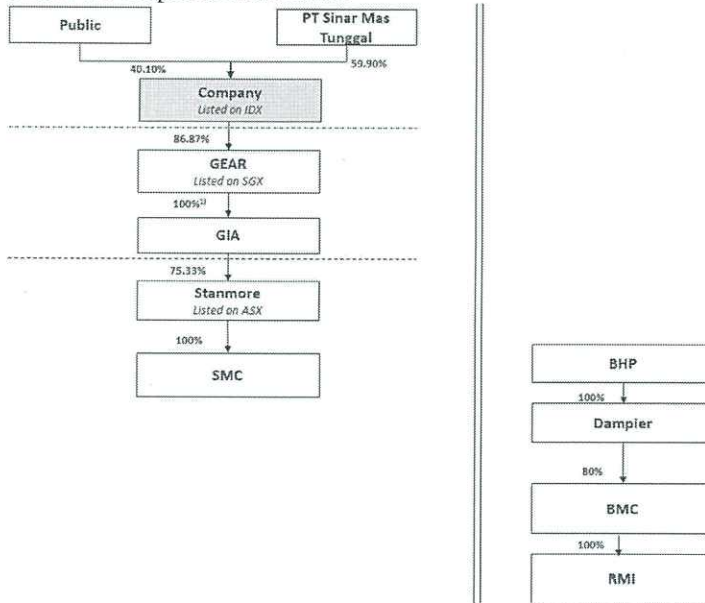 Public
PT Sinar Mas
Tunggal
40.10%
59.90%
Company
Listed on IDX
86.87%
GEAR
Listed on SGX
100%¹⁾
GIA
75.33%
Stanmore
Listed on ASX
100%
SMC
BHP
100%
Dampier
80%
BMC
100%
RMI